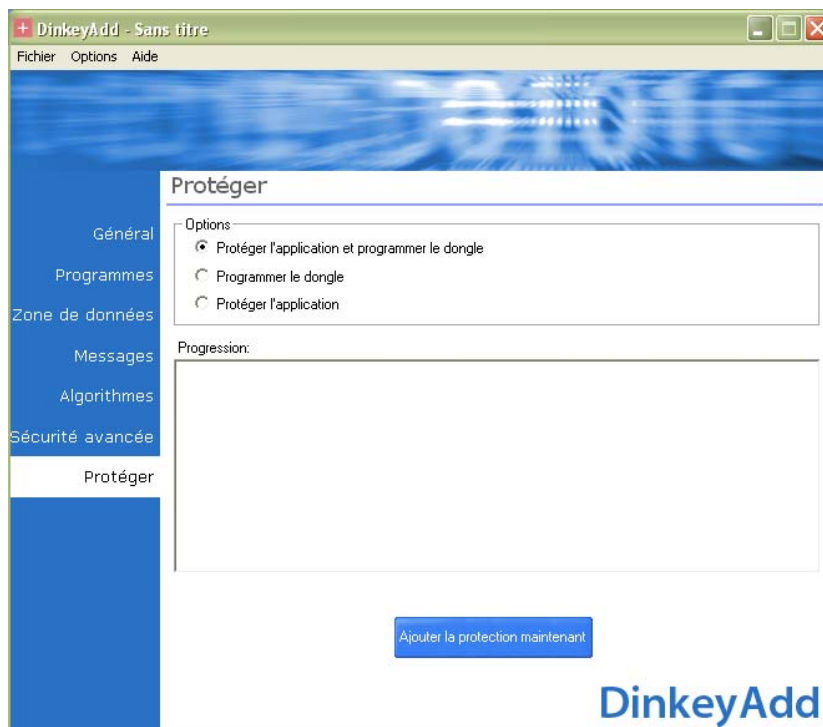 DinkeyAdd - Sans titre
Fichier Options Aide
Protéger
Général
Programmes
Zone de données
Messages
Algorithmes
Sécurité avancée
Protéger
Options
Protéger l'application et programmer le dongle
Programmer le dongle
Protéger l'application
Progression:
Ajouter la protection maintenant
DinkeyAdd